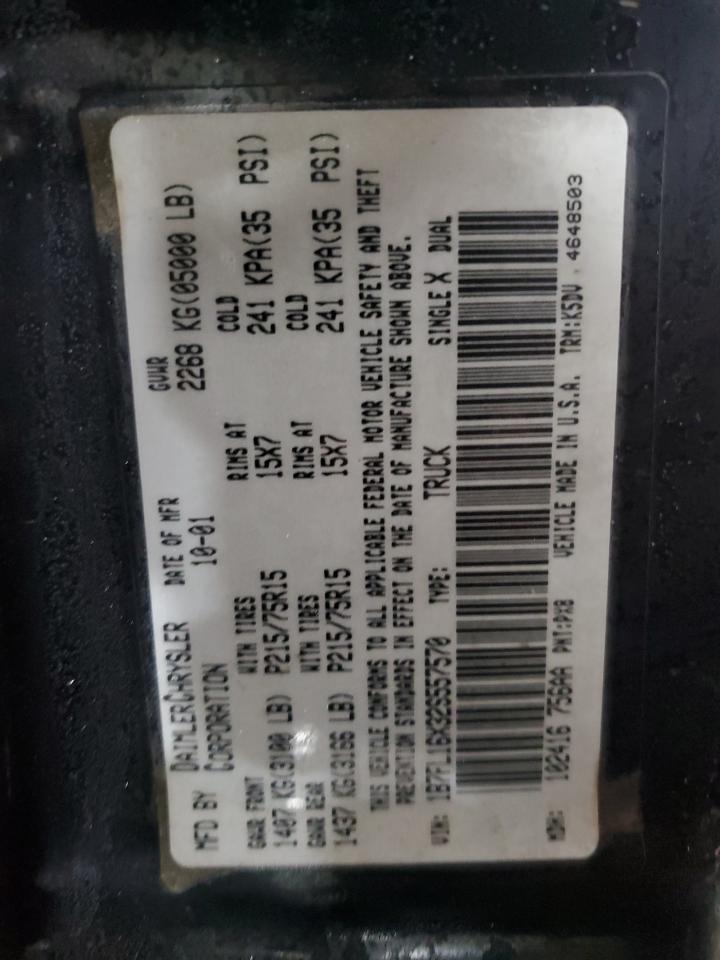 MFD BY DAIMLERCHRYSLER CORPORATION DATE OF MFR 10-01 GVWR 2268 KG(05000 LB)
GAWR FRONT WITH TIRES RIMS AT COLD
1407 KG(3100 LB) P215/75R15 15X7 241 KPA(35 PSI)
GAWR REAR WITH TIRES RIMS AT COLD
1437 KG(3166 LB) P215/75R15 15X7 241 KPA(35 PSI)
THIS VEHICLE CONFORMS TO ALL APPLICABLE FEDERAL MOTOR VEHICLE SAFETY AND THEFT
PREVENTION STANDARDS IN EFFECT ON THE DATE OF MANUFACTURE SHOWN ABOVE.
VIN: 1B7FL16X32S557570 TYPE: TRUCK SINGLE X DUAL
MDH: 102416 756AA PNT:PX8 VEHICLE MADE IN U.S.A. TRM:K5DV 4648503